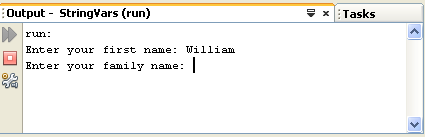 Output - StringVars (run)
Tasks
run:
Enter your first name: William
Enter your family name: